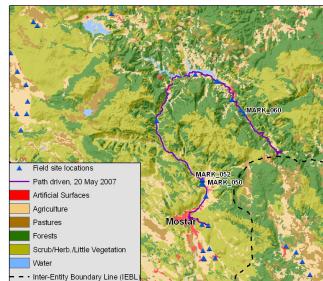 MARK_060
MARK_052
MARK_050
Mostar
Field site locations
Path driven, 20 May 2007
Artificial Surfaces
Agriculture
Pastures
Forests
Scrub/Herb./Little Vegetation
Water
Inter-Entity Boundary Line (IEBL)